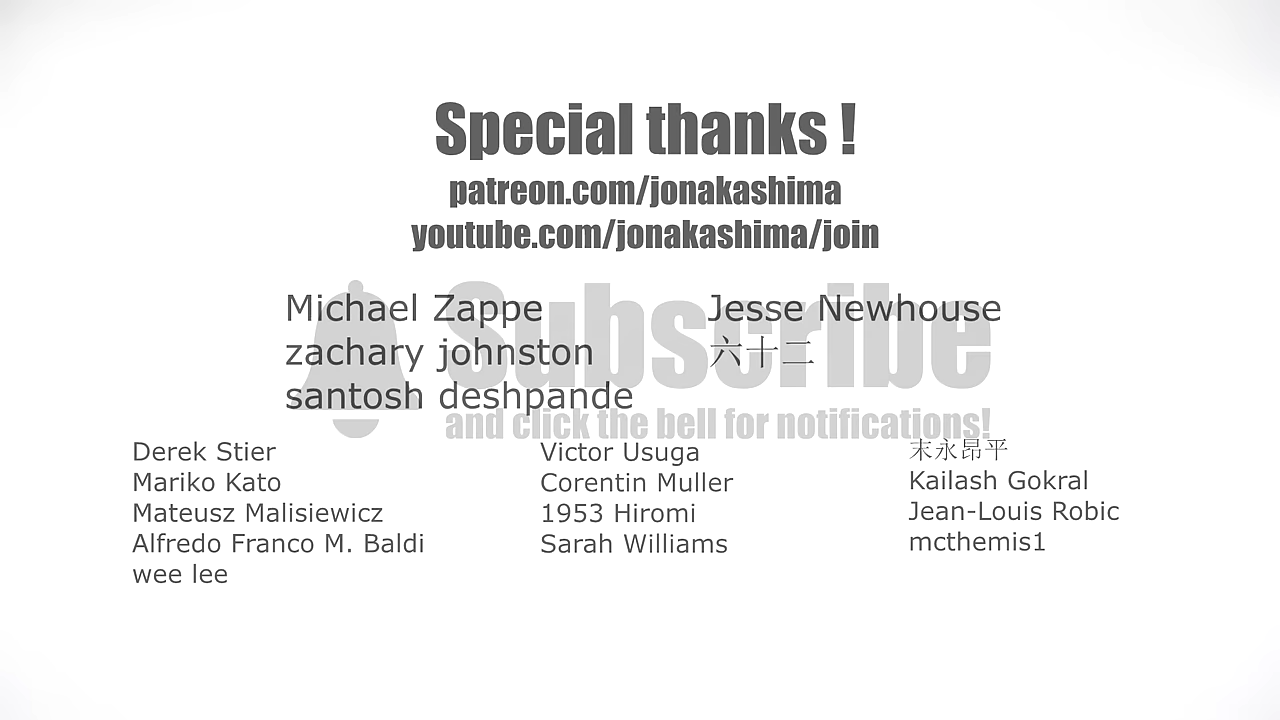 Special thanks !
patreon.com/jonakashima
youtube.com/jonakashima/join
Subscribe
and click the bell for notifications!
Michael Zappe
zachary johnston
santosh deshpande
Jesse Newhouse
六十二
Derek Stier
Mariko Kato
Mateusz Malisiewicz
Alfredo Franco M. Baldi
wee lee
Victor Usuga
Corentin Muller
1953 Hiromi
Sarah Williams
末永昂平
Kailash Gokral
Jean-Louis Robic
mcthemis1